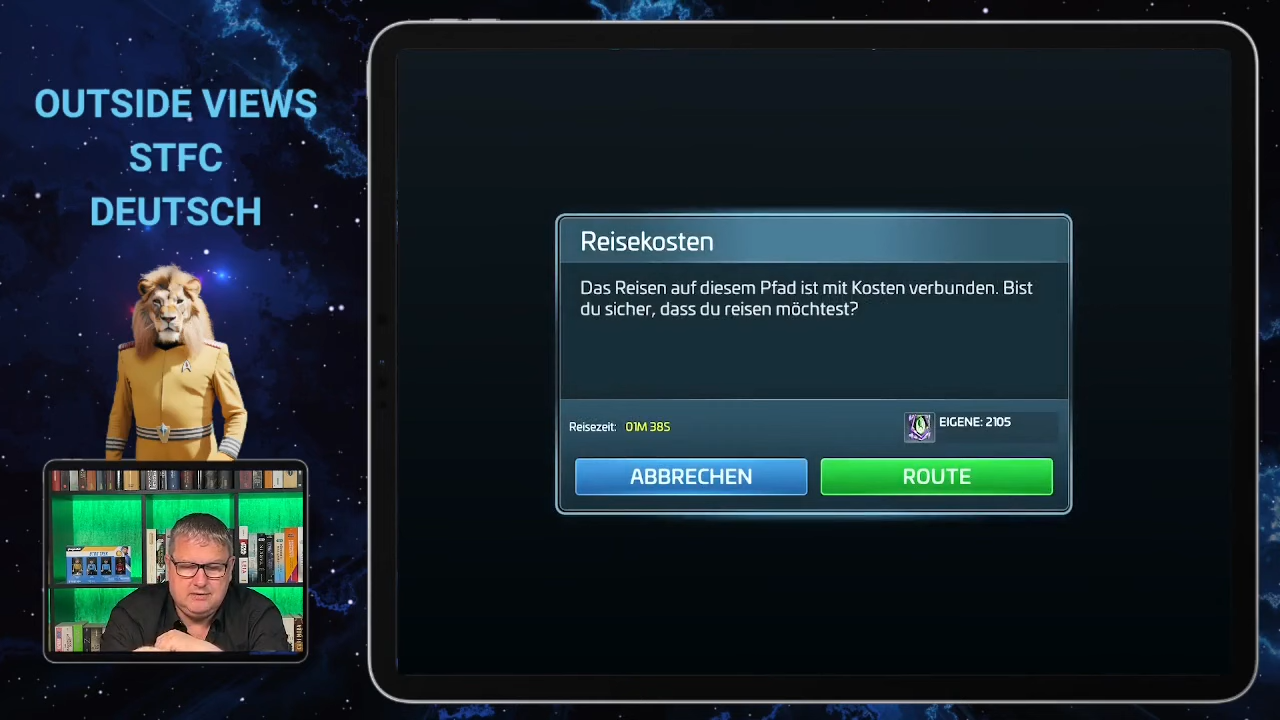 OUTSIDE VIEWS
STFC
DEUTSCH
Reisekosten
Das Reisen auf diesem Pfad ist mit Kosten verbunden. Bist
du sicher, dass du reisen möchtest?
Reisezeit: 01M 38S
EIGENE: 2105
ABBRECHEN
ROUTE